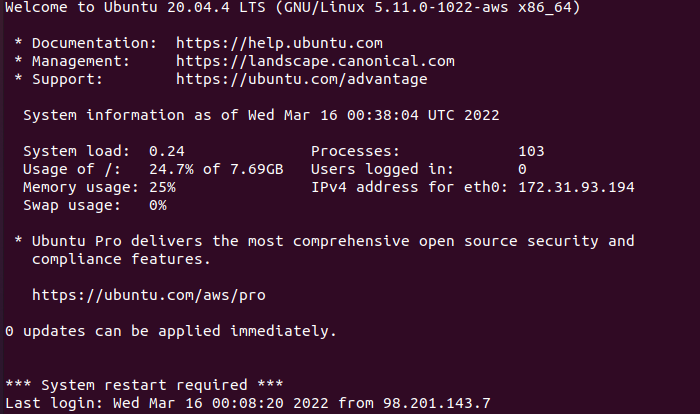 Welcome to Ubuntu 20.04.4 LTS (GNU/Linux 5.11.0-1022-aws x86_64)
* Documentation:  https://help.ubuntu.com
* Management:     https://landscape.canonical.com
* Support:        https://ubuntu.com/advantage
System information as of Wed Mar 16 00:38:04 UTC 2022
System load:  0.24              Processes:             103
Usage of /:   24.7% of 7.69GB   Users logged in:       0
Memory usage: 25%               IPv4 address for eth0: 172.31.93.194
Swap usage:   0%
* Ubuntu Pro delivers the most comprehensive open source security and
compliance features.
https://ubuntu.com/aws/pro
0 updates can be applied immediately.
*** System restart required ***
Last login: Wed Mar 16 00:08:20 2022 from 98.201.143.7